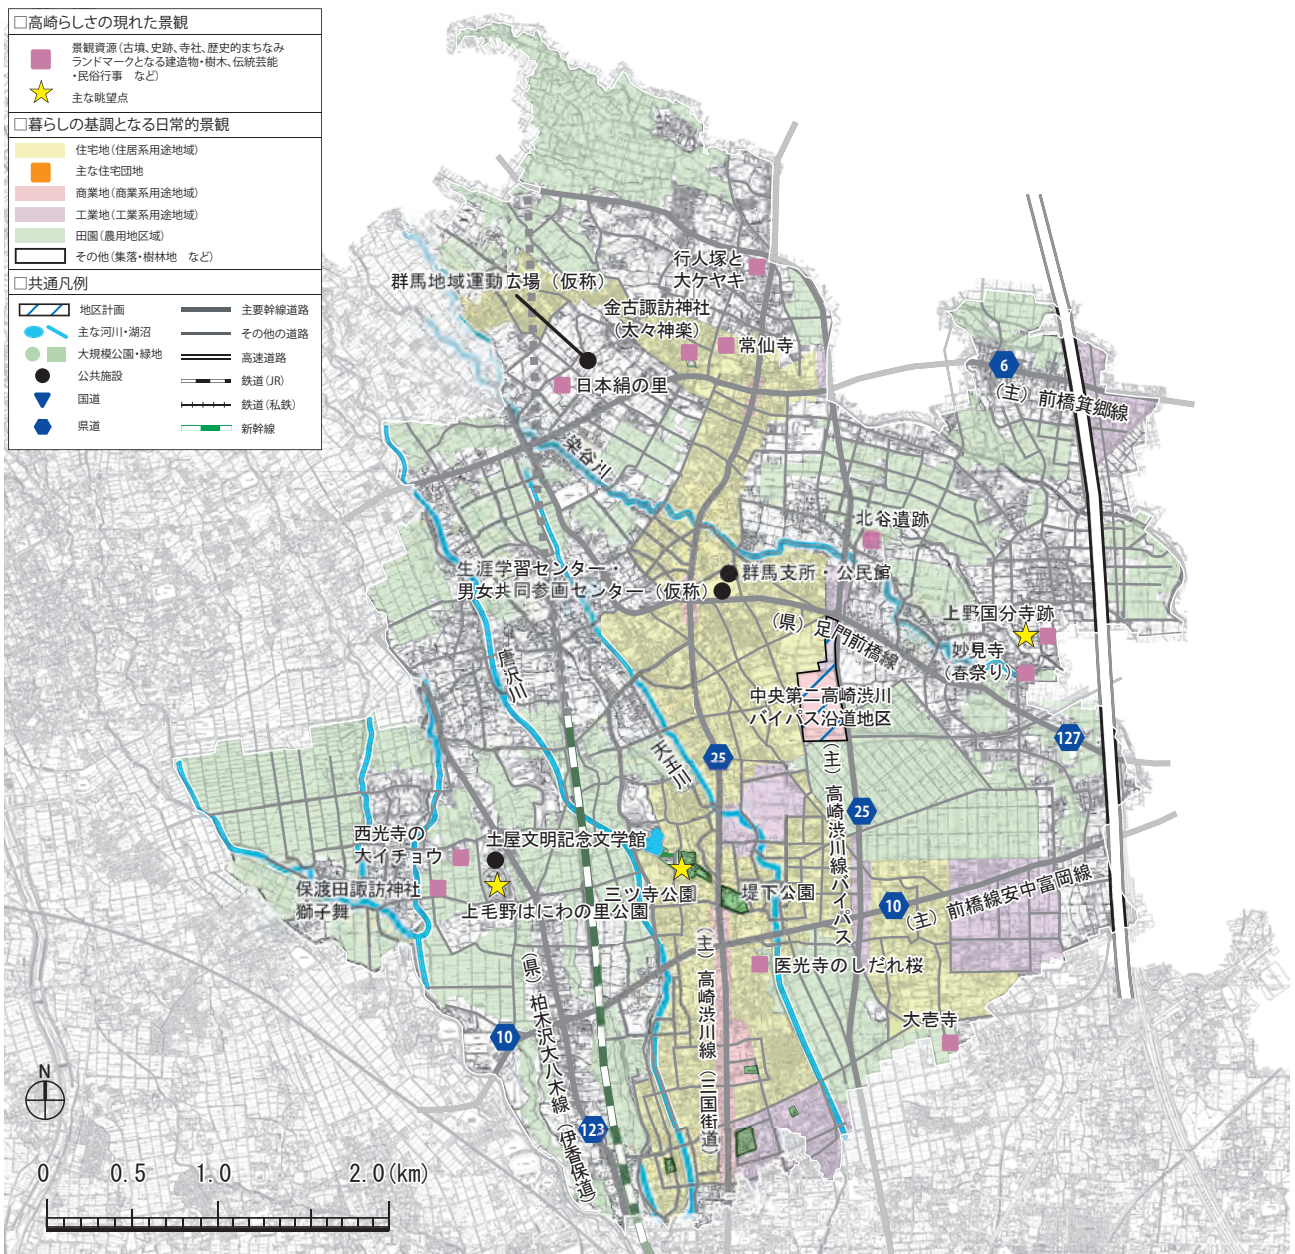 □高崎らしさの現れた景観
景観資源（古墳、史跡、寺社、歴史的まちなみ
ランドマークとなる建造物・樹木、伝統芸能
・民俗行事　など）
主な眺望点
□暮らしの基調となる日常的景観
住宅地（住居系用途地域）
主な住宅団地
商業地（商業系用途地域）
工業地（工業系用途地域）
田園（農用地区域）
その他（集落・樹林地　など）
□共通凡例
地区計画
主な河川・湖沼
大規模公園・緑地
公共施設
国道
県道
主要幹線道路
その他の道路
高速道路
鉄道（JR）
鉄道（私鉄）
新幹線
行人塚と
大ケヤキ
群馬地域運動広場（仮称）
金古諏訪神社
（太々神楽）
常仙寺
日本絹の里
6
（主）前橋箕郷線
染谷川
北谷遺跡
生涯学習センター・
男女共同参画センター（仮称）
群馬支所・公民館
上野国分寺跡
（県）足門前橋線
妙見寺
（春祭り）
唐沢川
中央第二高崎渋川
バイパス沿道地区
127
天王川
25
（主）高崎渋川線バイパス
25
西光寺の
大イチョウ
土屋文明記念文学館
保渡田諏訪神社
獅子舞
三ツ寺公園
堤下公園
上毛野はにわの里公園
10
（主）前橋線安中富岡線
（主）高崎渋川線（三国街道）
医光寺のしだれ桜
（県）柏木沢大八木線（伊香保道）
大壱寺
10
123
N
0
0.5
1.0
2.0(km)